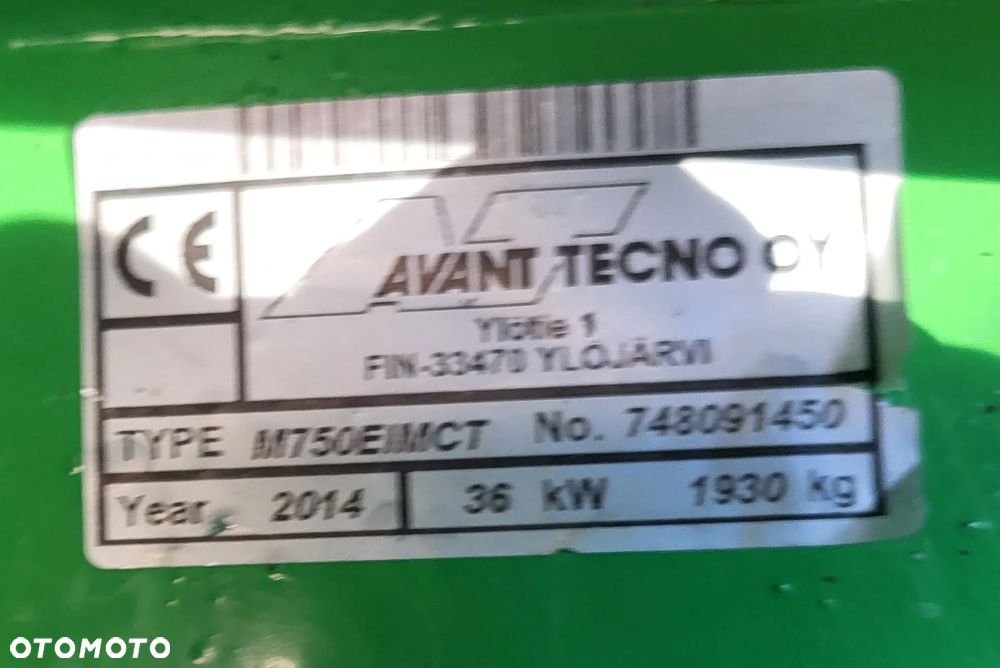 CE
AVANT TECNO OY
Ylötie 1
FIN-33470 YLÖJÄRVI
TYPE M750EIMCT No. 748091450
Year 2014 36 kW 1930 kg
OTOMOTO